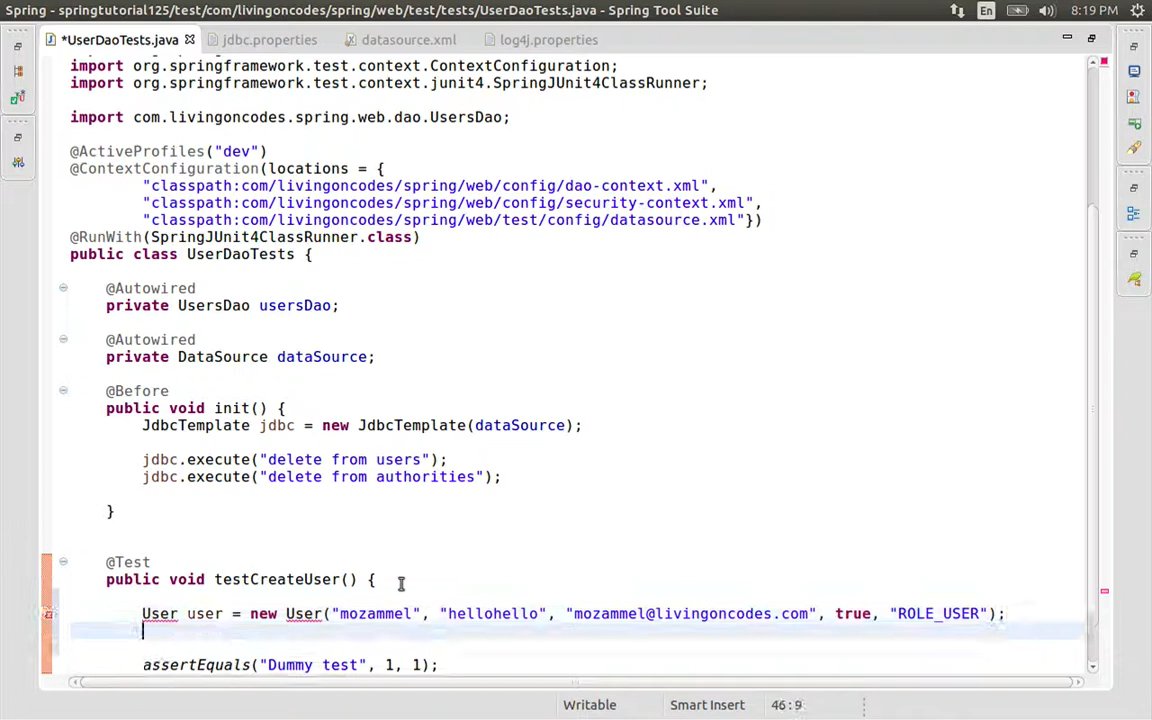 Spring - springtutorial125/test/com/livingoncodes/spring/web/test/tests/UserDaoTests.java - Spring Tool Suite
En
8:19 PM
*UserDaoTests.java
jdbc.properties
datasource.xml
log4j.properties
import org.springframework.test.context.ContextConfiguration;
import org.springframework.test.context.junit4.SpringJUnit4ClassRunner;
import com.livingoncodes.spring.web.dao.UsersDao;
@ActiveProfiles("dev")
@ContextConfiguration(locations = {
"classpath:com/livingoncodes/spring/web/config/dao-context.xml",
"classpath:com/livingoncodes/spring/web/config/security-context.xml",
"classpath:com/livingoncodes/spring/web/test/config/datasource.xml"})
@RunWith(SpringJUnit4ClassRunner.class)
public class UserDaoTests {
@Autowired
private UsersDao usersDao;
@Autowired
private DataSource dataSource;
@Before
public void init() {
JdbcTemplate jdbc = new JdbcTemplate(dataSource);
jdbc.execute("delete from users");
jdbc.execute("delete from authorities");
}
@Test
public void testCreateUser() {
User user = new User("mozammel", "hellohello", "mozammel@livingoncodes.com", true, "ROLE_USER");
assertEquals("Dummy test", 1, 1);
Writable
Smart Insert
46:9